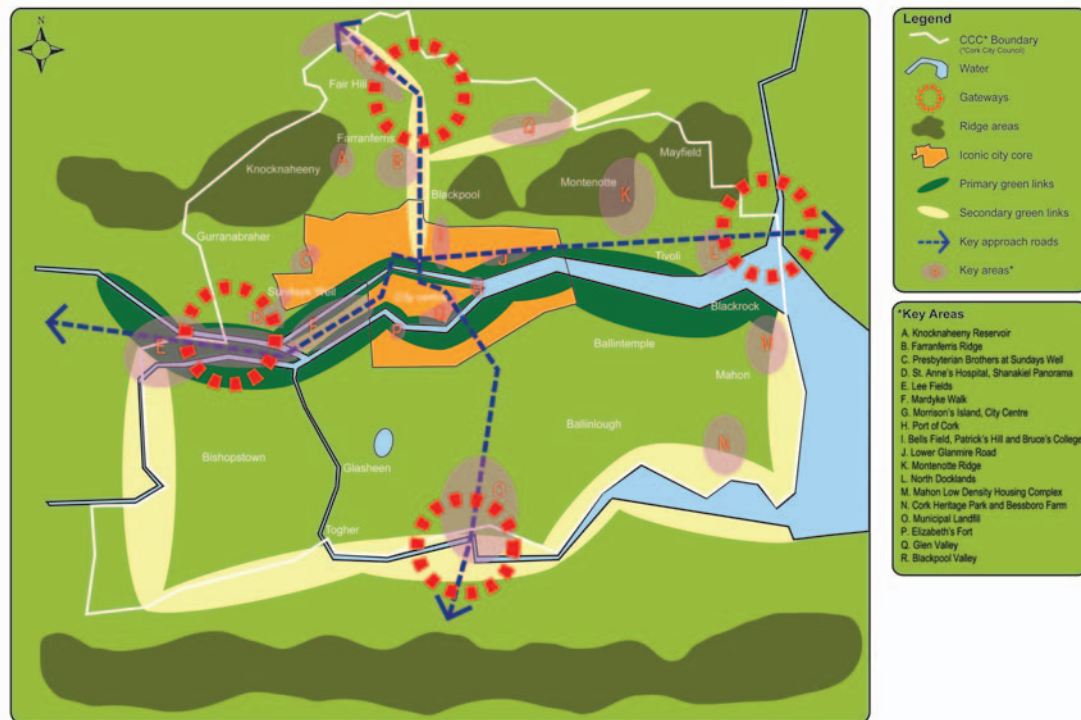 N
Fair Hill
R
Farranferris
Q
A
B
Knocknaheeny
Mayfield
Montenotte
K
Blackpool
Gurranabraher
I
C
J
Tivoli
L
Sundays Well
City centre
H
D
F
G
P
Blackrock
E
Ballintemple
M
Mahon
Ballinlough
N
Bishopstown
Glasheen
O
Togher
Legend
CCC* Boundary
(*Cork City Council)
Water
Gateways
Ridge areas
Iconic city core
Primary green links
Secondary green links
Key approach roads
Key areas*
*Key Areas
A. Knocknaheeny Reservoir
B. Farranferris Ridge
C. Presbyterian Brothers at Sundays Well
D. St. Anne's Hospital, Shanakiel Panorama
E. Lee Fields
F. Mardyke Walk
G. Morrison's Island, City Centre
H. Port of Cork
I. Bells Field, Patrick's Hill and Bruce's College
J. Lower Glanmire Road
K. Montenotte Ridge
L. North Docklands
M. Mahon Low Density Housing Complex
N. Cork Heritage Park and Bessboro Farm
O. Municipal Landfill
P. Elizabeth's Fort
Q. Glen Valley
R. Blackpool Valley